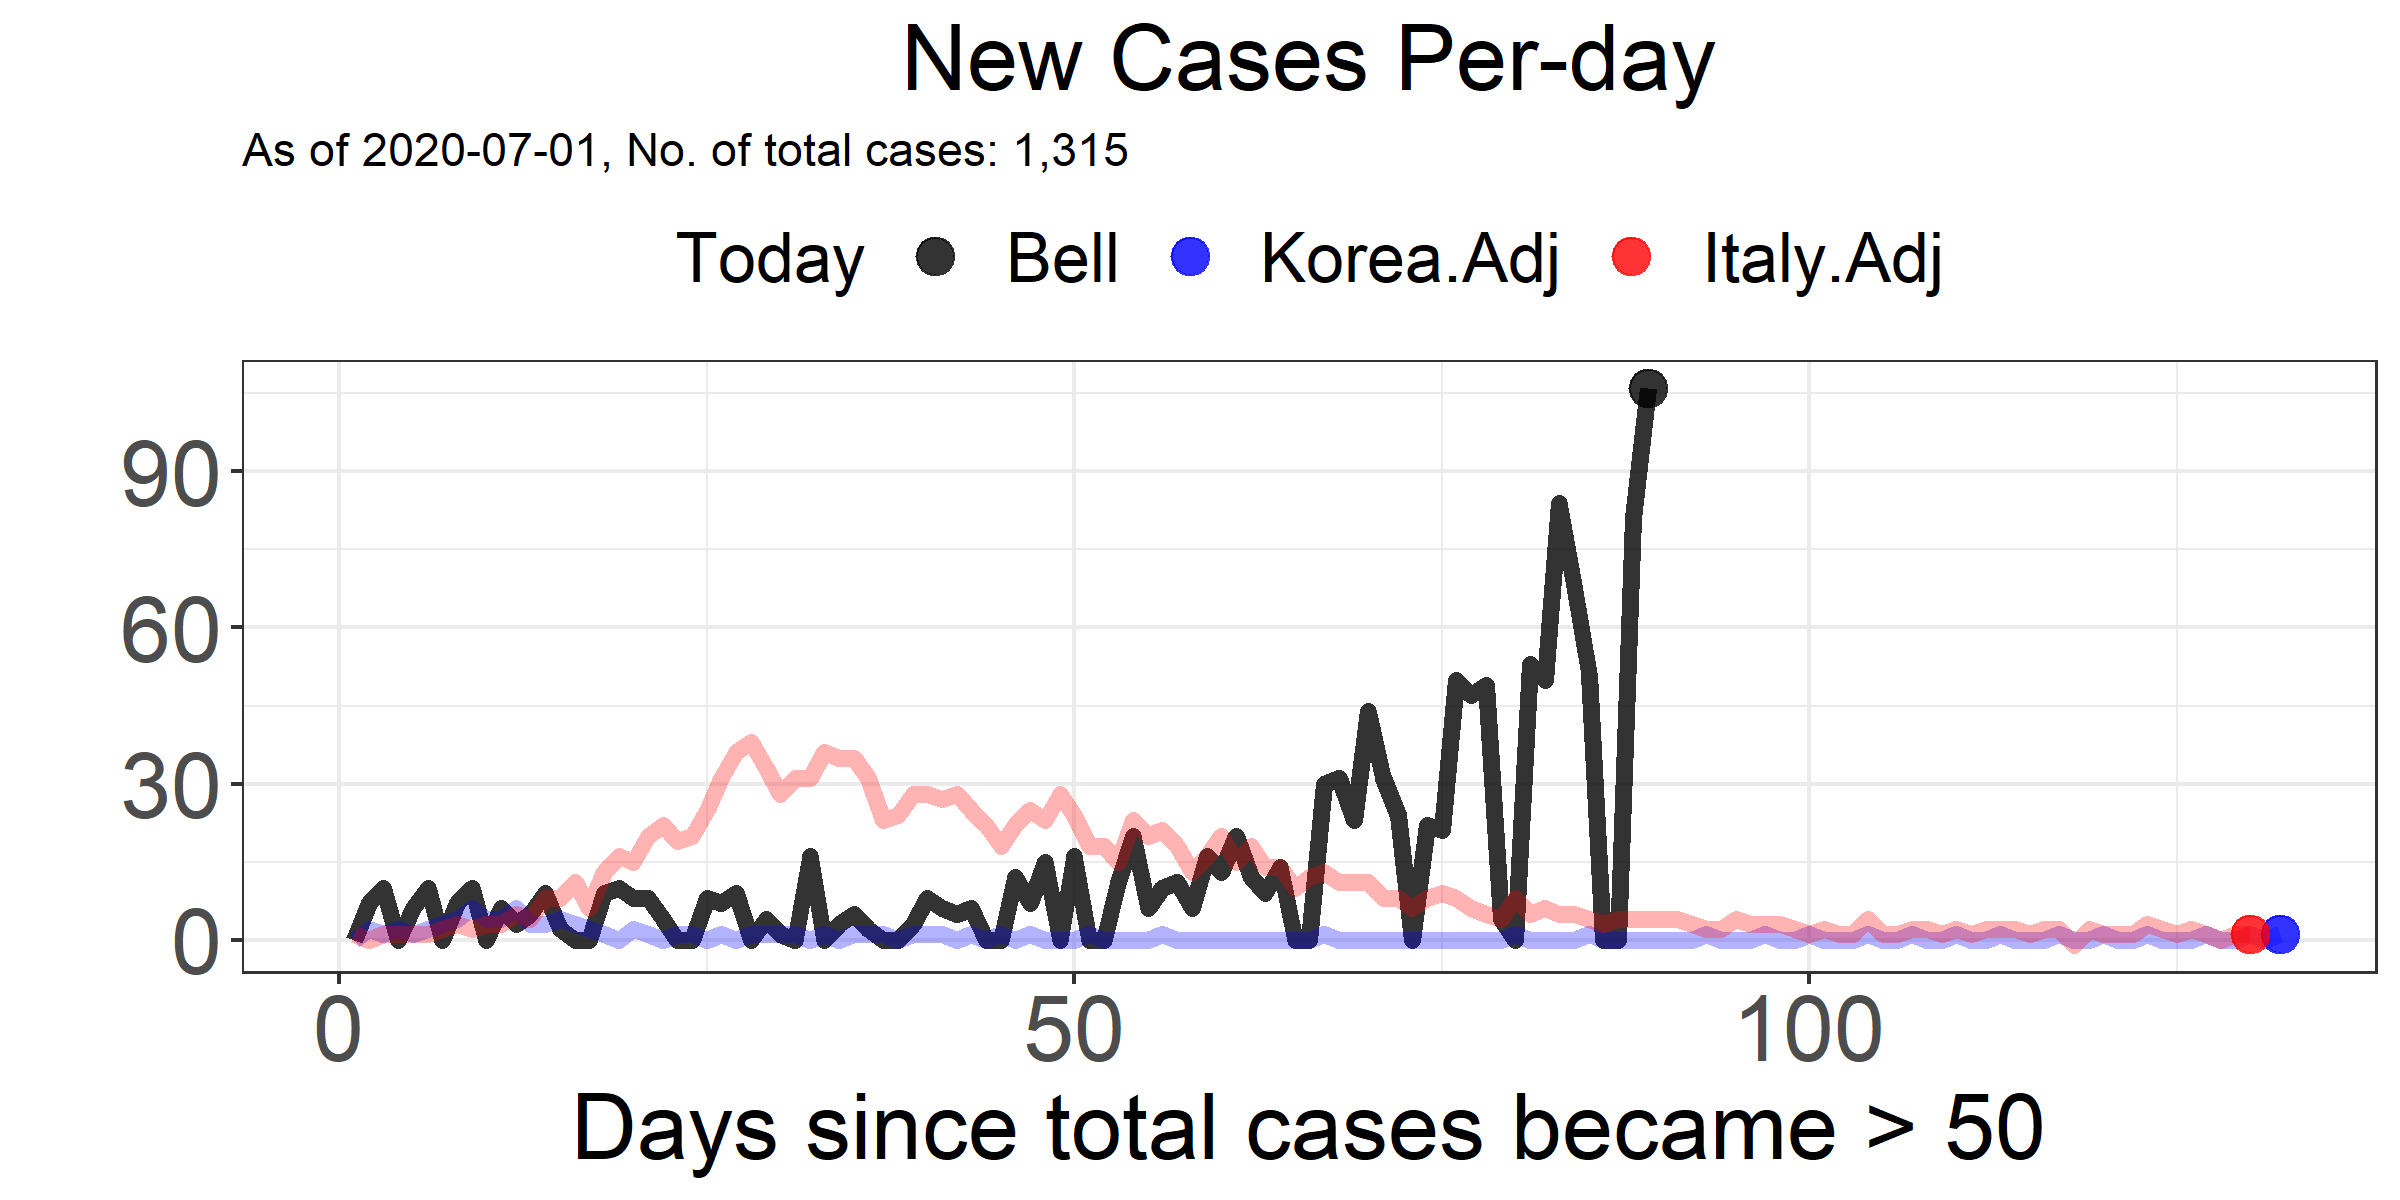 New Cases Per-day
As of 2020-07-01, No. of total cases: 1,315
Today Bell Korea.Adj Italy.Adj
90
60
30
0
0 50 100
Days since total cases became > 50